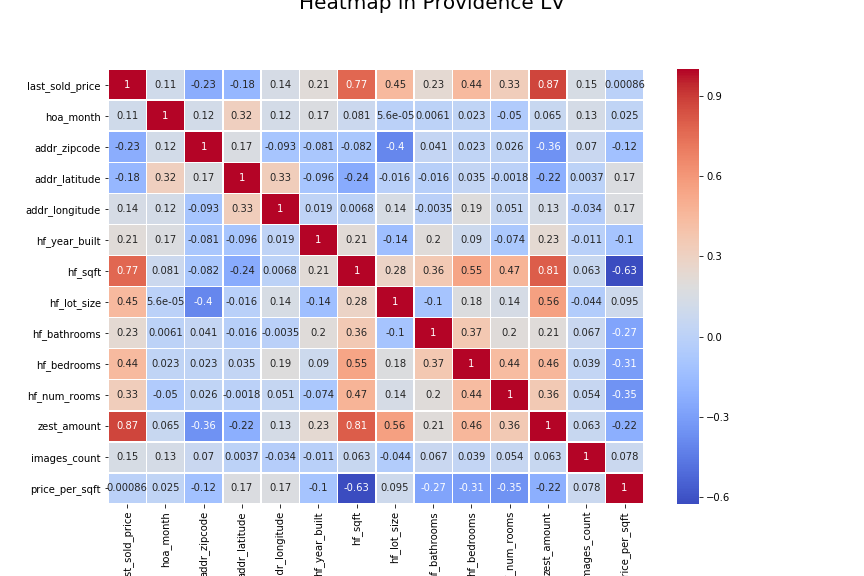 Heatmap in Providence LV
last_sold_price 1 0.11 -0.23 -0.18 0.14 0.21 0.77 0.45 0.23 0.44 0.33 0.87 0.15 0.00086
hoa_month 0.11 1 0.12 0.32 0.12 0.17 0.081 5.6e-05 0.0061 0.023 -0.05 0.065 0.13 0.025
addr_zipcode -0.23 0.12 1 0.17 -0.093 -0.081 -0.082 -0.4 0.041 0.023 0.026 -0.36 0.07 -0.12
addr_latitude -0.18 0.32 0.17 1 0.33 -0.096 -0.24 -0.016 -0.016 0.035 -0.0018 -0.22 0.0037 0.17
addr_longitude 0.14 0.12 -0.093 0.33 1 0.019 0.0068 0.14 -0.0035 0.19 0.051 0.13 -0.034 0.17
hf_year_built 0.21 0.17 -0.081 -0.096 0.019 1 0.21 -0.14 0.2 0.09 -0.074 0.23 -0.011 -0.1
hf_sqft 0.77 0.081 -0.082 -0.24 0.0068 0.21 1 0.28 0.36 0.55 0.47 0.81 0.063 -0.63
hf_lot_size 0.45 5.6e-05 -0.4 -0.016 0.14 -0.14 0.28 1 -0.1 0.18 0.14 0.56 -0.044 0.095
hf_bathrooms 0.23 0.0061 0.041 -0.016 -0.0035 0.2 0.36 -0.1 1 0.37 0.2 0.21 0.067 -0.27
hf_bedrooms 0.44 0.023 0.023 0.035 0.19 0.09 0.55 0.18 0.37 1 0.44 0.46 0.039 -0.31
hf_num_rooms 0.33 -0.05 0.026 -0.0018 0.051 -0.074 0.47 0.14 0.2 0.44 1 0.36 0.054 -0.35
zest_amount 0.87 0.065 -0.36 -0.22 0.13 0.23 0.81 0.56 0.21 0.46 0.36 1 0.063 -0.22
images_count 0.15 0.13 0.07 0.0037 -0.034 -0.011 0.063 -0.044 0.067 0.039 0.054 0.063 1 0.078
price_per_sqft 0.00086 0.025 -0.12 0.17 0.17 -0.1 -0.63 0.095 -0.27 -0.31 -0.35 -0.22 0.078 1
st_sold_price
hoa_month
addr_zipcode
addr_latitude
dr_longitude
hf_year_built
hf_sqft
hf_lot_size
f_bathrooms
hf_bedrooms
_num_rooms
zest_amount
mages_count
rice_per_sqft
0.9
0.6
0.3
0.0
−0.3
−0.6